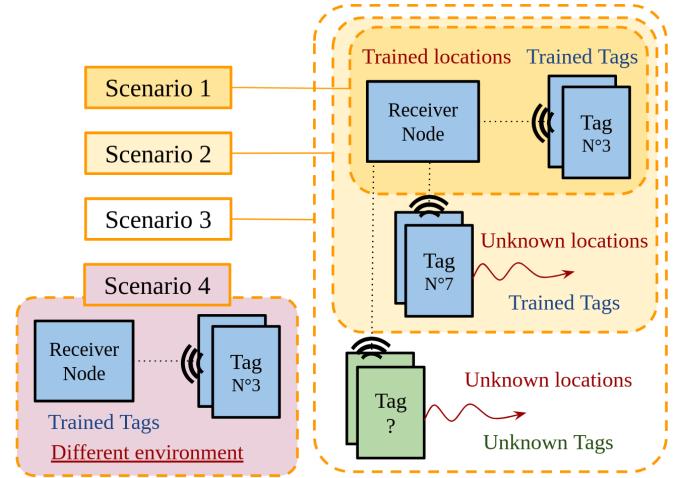 Trained locations
Trained Tags
Scenario 1
Receiver
Node
Tag
N°3
Scenario 2
Scenario 3
Tag
N°7
Unknown locations
Trained Tags
Scenario 4
Receiver
Node
Tag
N°3
Trained Tags
Different environment
Tag
?
Unknown locations
Unknown Tags